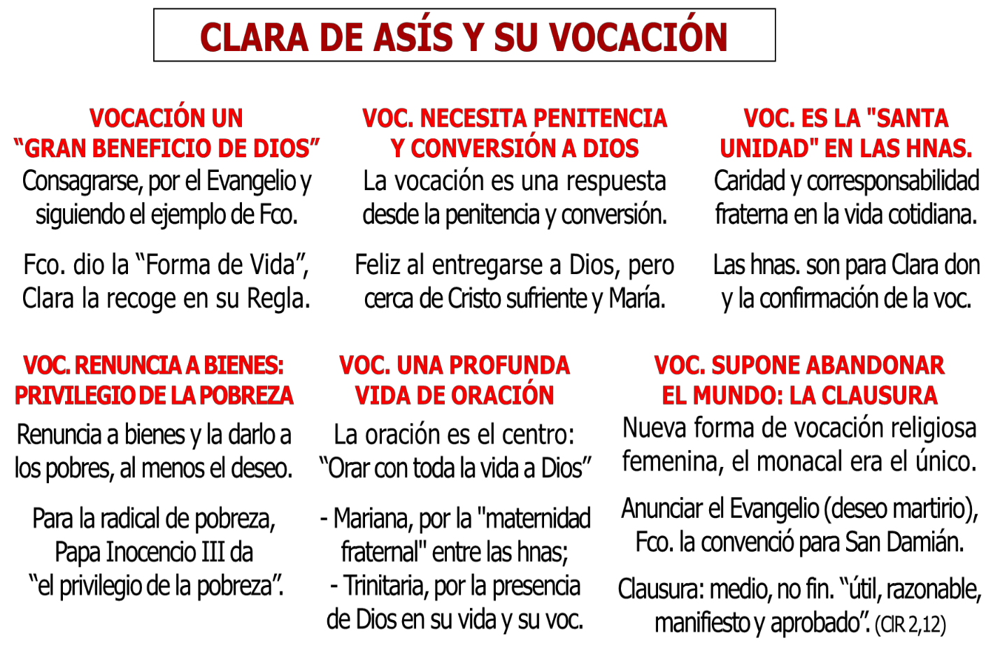 CLARA DE ASÍS Y SU VOCACIÓN
VOCACIÓN UN
“GRAN BENEFICIO DE DIOS”
Consagrarse, por el Evangelio y
siguiendo el ejemplo de Fco.
Fco. dio la “Forma de Vida”,
Clara la recoge en su Regla.
VOC. NECESITA PENITENCIA
Y CONVERSIÓN A DIOS
La vocación es una respuesta
desde la penitencia y conversión.
Feliz al entregarse a Dios, pero
cerca de Cristo sufriente y María.
VOC. ES LA "SANTA
UNIDAD" EN LAS HNAS.
Caridad y corresponsabilidad
fraterna en la vida cotidiana.
Las hnas. son para Clara don
y la confirmación de la voc.
VOC. RENUNCIA A BIENES:
PRIVILEGIO DE LA POBREZA
Renuncia a bienes y la darlo a
los pobres, al menos el deseo.
Para la radical de pobreza,
Papa Inocencio III da
“el privilegio de la pobreza”.
VOC. UNA PROFUNDA
VIDA DE ORACIÓN
La oración es el centro:
“Orar con toda la vida a Dios”
- Mariana, por la "maternidad
fraternal" entre las hnas;
- Trinitaria, por la presencia
de Dios en su vida y su voc.
VOC. SUPONE ABANDONAR
EL MUNDO: LA CLAUSURA
Nueva forma de vocación religiosa
femenina, el monacal era el único.
Anunciar el Evangelio (deseo martirio),
Fco. la convenció para San Damián.
Clausura: medio, no fin. “útil, razonable,
manifiesto y aprobado”. (ClR 2,12)